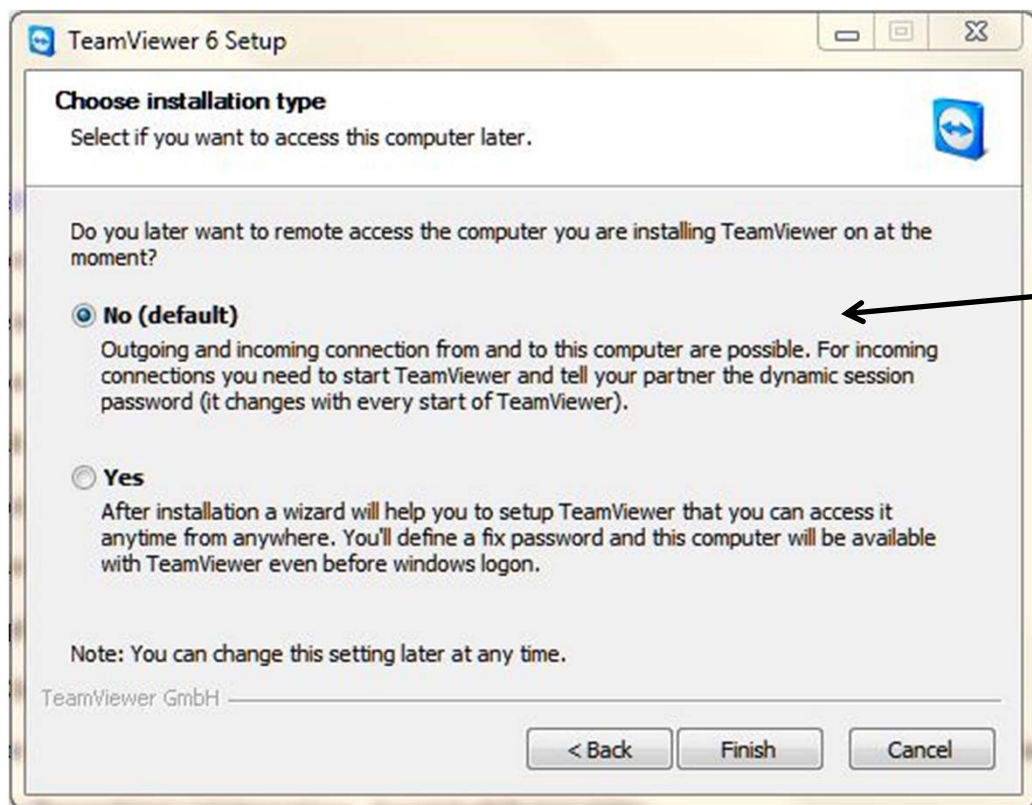 TeamViewer 6 Setup
Choose installation type
Select if you want to access this computer later.
Do you later want to remote access the computer you are installing TeamViewer on at the
moment?
No (default)
Outgoing and incoming connection from and to this computer are possible. For incoming
connections you need to start TeamViewer and tell your partner the dynamic session
password (it changes with every start of TeamViewer).
Yes
After installation a wizard will help you to setup TeamViewer that you can access it
anytime from anywhere. You'll define a fix password and this computer will be available
with TeamViewer even before windows logon.
Note: You can change this setting later at any time.
TeamViewer GmbH
< Back Finish Cancel